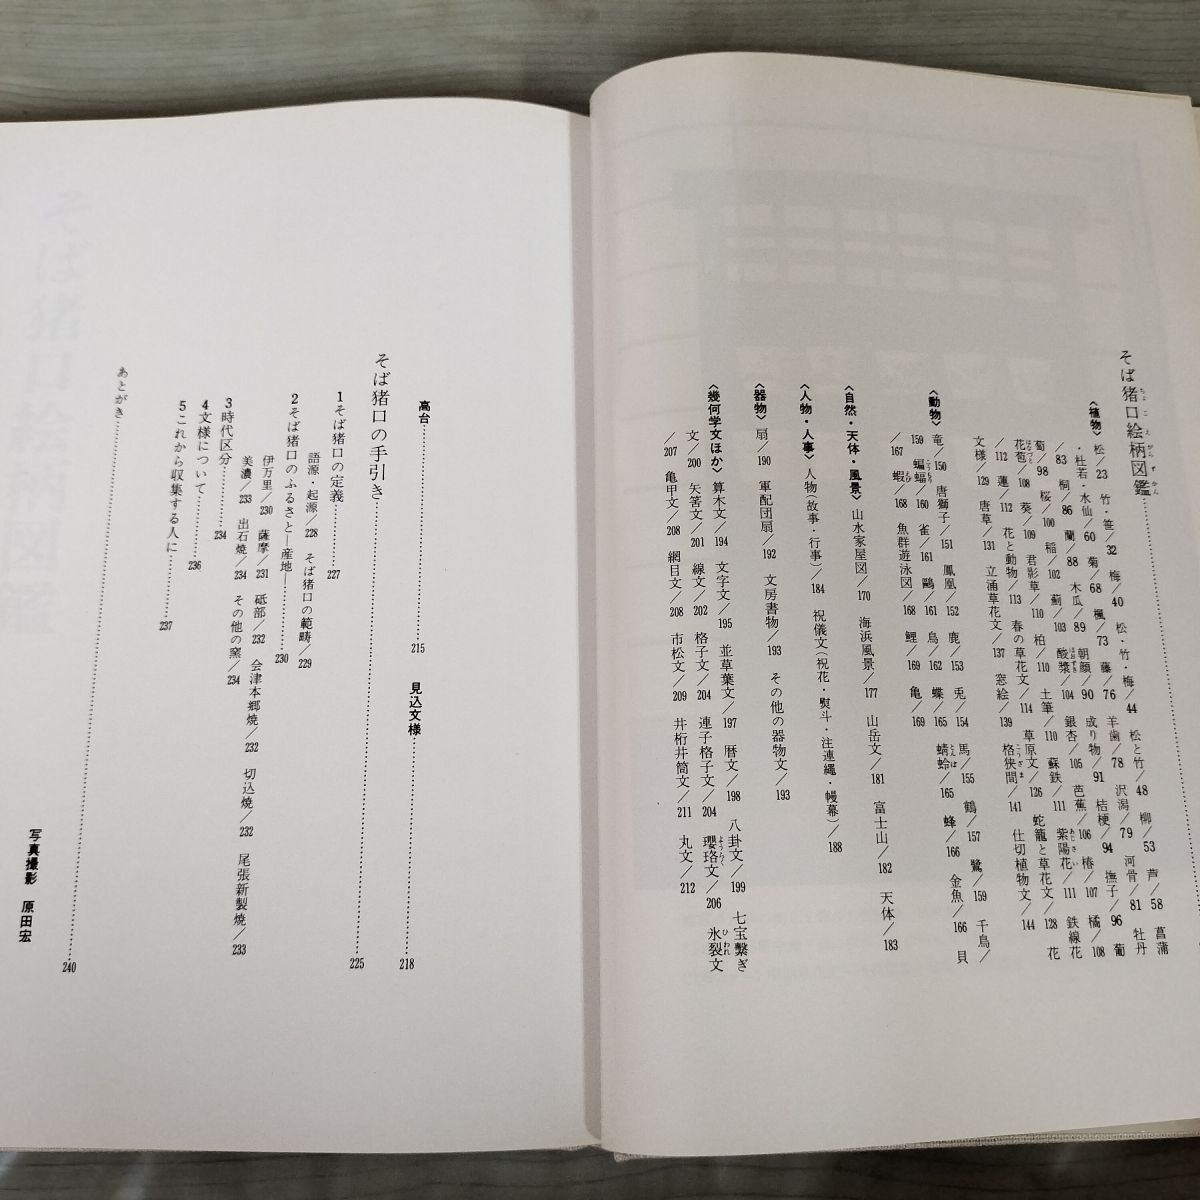 そば猪口絵柄図鑑
〈植物〉 松/23 竹・笹/32 梅/40 松・竹・梅/44 松と竹/48 柳/53 芦/58 菖蒲
・杜若・水仙/60 菊/68 楓/73 藤/76 羊歯/78 沢潟/79 河骨/81 牡丹
/83 桐/86 蘭/88 木瓜/89 朝顔/90 成り物/91 桔梗/94 撫子/96 葡
萄/98 桜/100 稲/102 薊/103 酸漿/104 銀杏/105 芭蕉/106 椿/107 橘/108
花苞/108 葵/109 君影草/110 柏/110 土筆/110 蘇鉄/111 紫陽花/111 鉄線花
/112 蓮/112 花と動物/113 春の草花文/114 草原文/126 蛇籠と草花文/128 花
文様/129 唐草/131 立涌草花文/137 窓絵/139 格狭間/141 仕切植物文/144
〈動物〉 竜/150 唐獅子/151 鳳凰/152 鹿/153 兎/154 馬/155 鶴/157 鷺/159 千鳥/
159 蝙蝠/160 雀/161 鷗/161 鳥/162 蝶/165 蜻蛉/165 蜂/166 金魚/166 貝
/167 蝦/168 魚群遊泳図/168 鯉/169 亀/169
〈自然・天体・風景〉 山水家屋図/170 海浜風景/177 山岳文/181 富士山/182 天体/183
〈人物・人事〉 人物(故事・行事)/184 祝儀文(祝花・熨斗・注連縄・幔幕)/188
〈器物〉 扇/190 軍配団扇/192 文房書物/193 その他の器物文/193
〈幾何学文ほか〉 算木文/194 文字文/195 並草葉文/197 暦文/198 八卦文/199 七宝繫ぎ
文/200 矢筈文/201 線文/202 格子文/204 連子格子文/204 瓔珞文/206 氷裂文
/207 亀甲文/208 網目文/208 市松文/209 井桁井筒文/211 丸文/212
高台……215 見込文様……218
そば猪口の手引き……225
1 そば猪口の定義……227
語源・起源/228 そば猪口の範疇/229
2 そば猪口のふるさと―産地―……230
伊万里/230 薩摩/231 砥部/232 会津本郷焼/232 切込焼/232 尾張新製焼/233
美濃/233 出石焼/234 その他の窯/234
3 時代区分……234
4 文様について……236
5 これから収集する人に……237
あとがき……240
写真撮影 原田宏